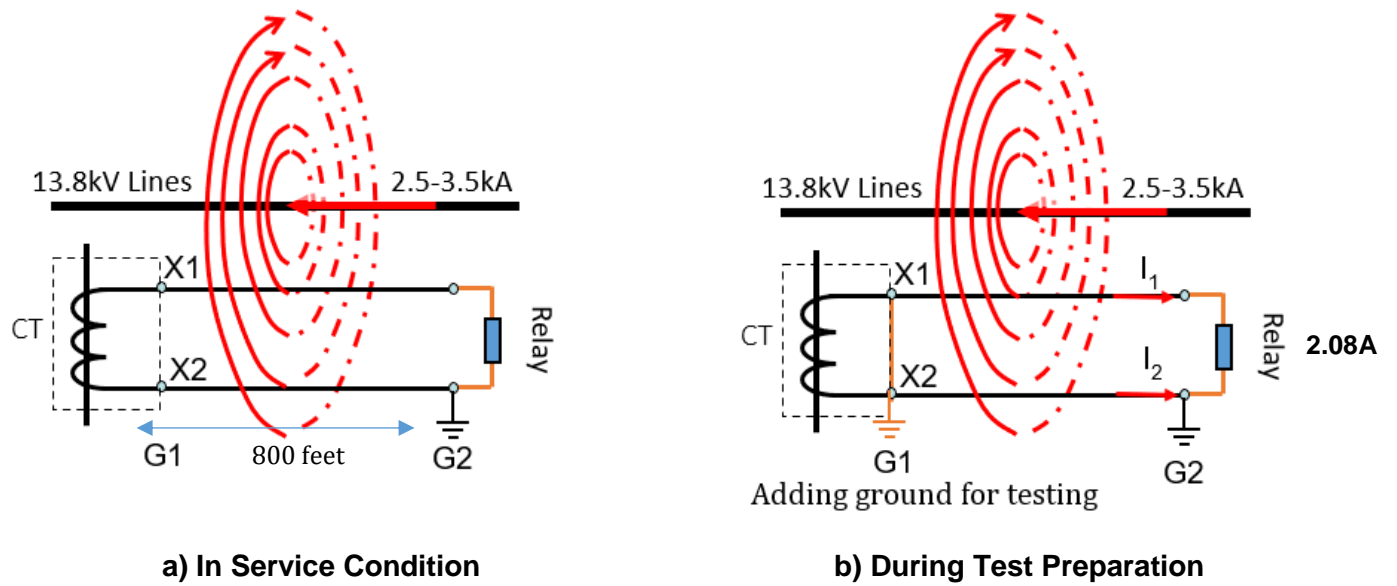 13.8kV Lines
2.5-3.5kA
X1
CT
X2
Relay
G1
800 feet
G2
a) In Service Condition
13.8kV Lines
2.5-3.5kA
X1
I1
CT
X2
I2
Relay
2.08A
G1
G2
Adding ground for testing
b) During Test Preparation